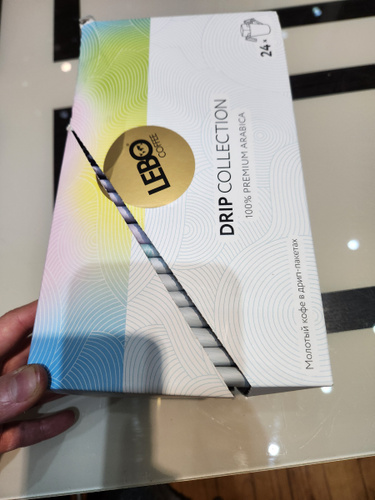 24×
LEBO
COFFEE
DRIP COLLECTION
100% PREMIUM ARABICA
Молотый кофе в дрип-пакетах